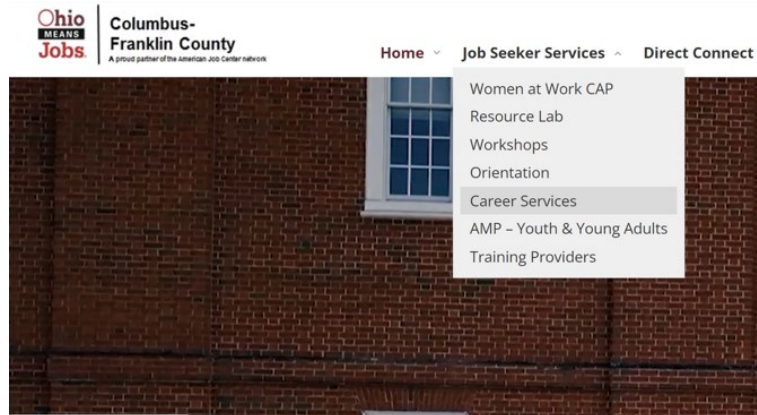 Ohio
MEANS
Jobs.
Columbus-
Franklin County
A proud partner of the American Job Center network
Home
Job Seeker Services
Direct Connect
Women at Work CAP
Resource Lab
Workshops
Orientation
Career Services
AMP – Youth & Young Adults
Training Providers